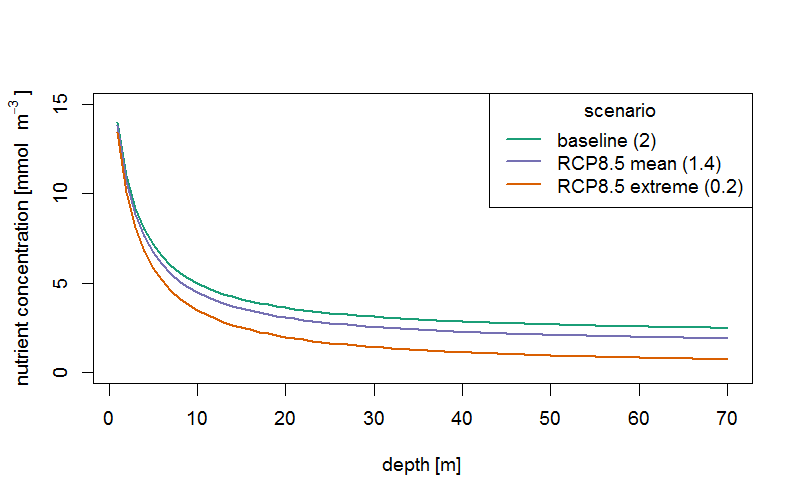 scenario
baseline (2)
RCP8.5 mean (1.4)
RCP8.5 extreme (0.2)
nutrient concentration [mmol m⁻³ ]
15
10
5
0
0 10 20 30 40 50 60 70
depth [m]